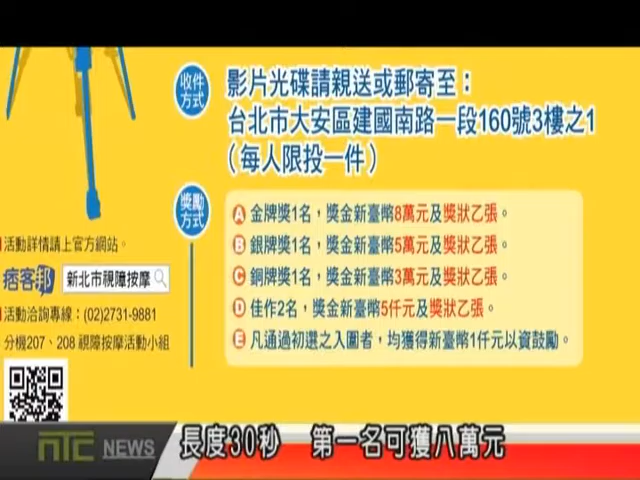 收件
方式
影片光碟請親送或郵寄至：
台北市大安區建國南路一段160號3樓之1
（每人限投一件）
獎勵
方式
A 金牌獎1名，獎金新臺幣8萬元及獎狀乙張。
B 銀牌獎1名，獎金新臺幣5萬元及獎狀乙張。
C 銅牌獎1名，獎金新臺幣3萬元及獎狀乙張。
D 佳作2名，獎金新臺幣5仟元及獎狀乙張。
E 凡通過初選之入圍者，均獲得新臺幣1仟元以資鼓勵。
活動詳情請上官方網站。
痞客邦 新北市視障按摩
活動洽詢專線：(02)2731-9881
分機207、208 視障按摩活動小組
NTC NEWS
長度30秒 第一名可獲八萬元